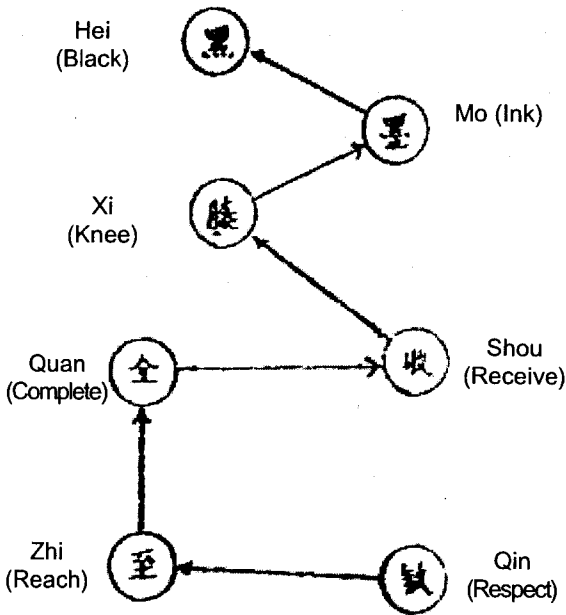 Hei
(Black)
黑
墨
Mo (Ink)
Xi
(Knee)
膝
Quan
(Complete)
全
收
Shou
(Receive)
Zhi
(Reach)
至
Qin
(Respect)